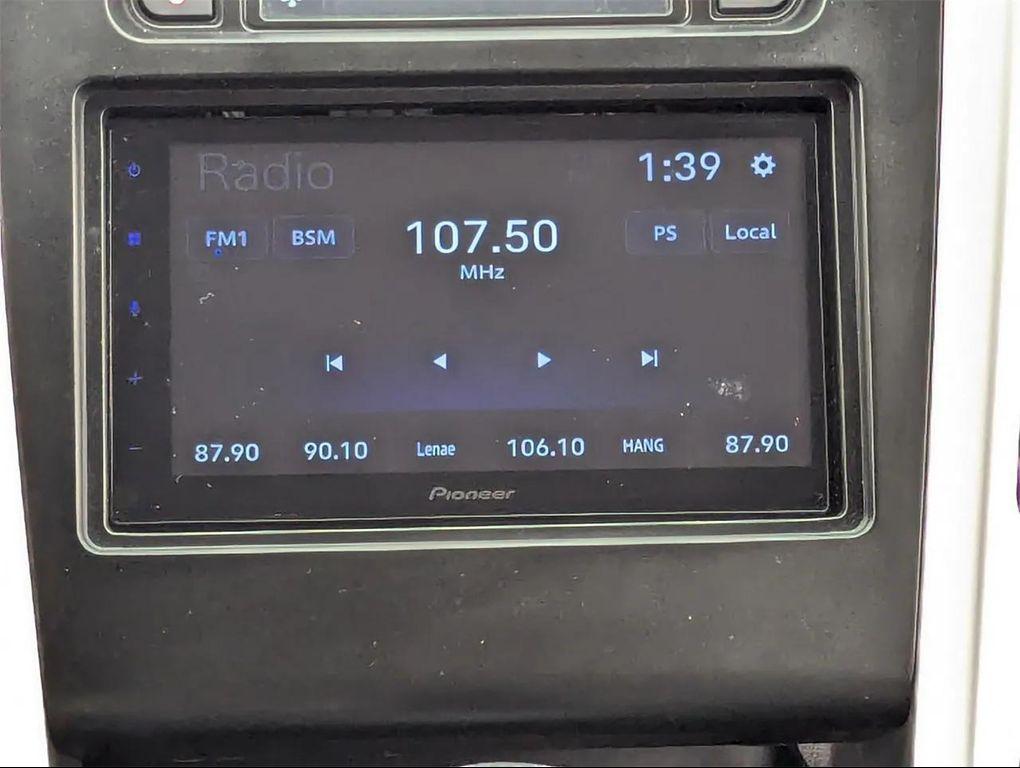 Radio 1:39
FM1 BSM 107.50 PS Local
MHz
87.90 90.10 Lenae 106.10 HANG 87.90
Pioneer